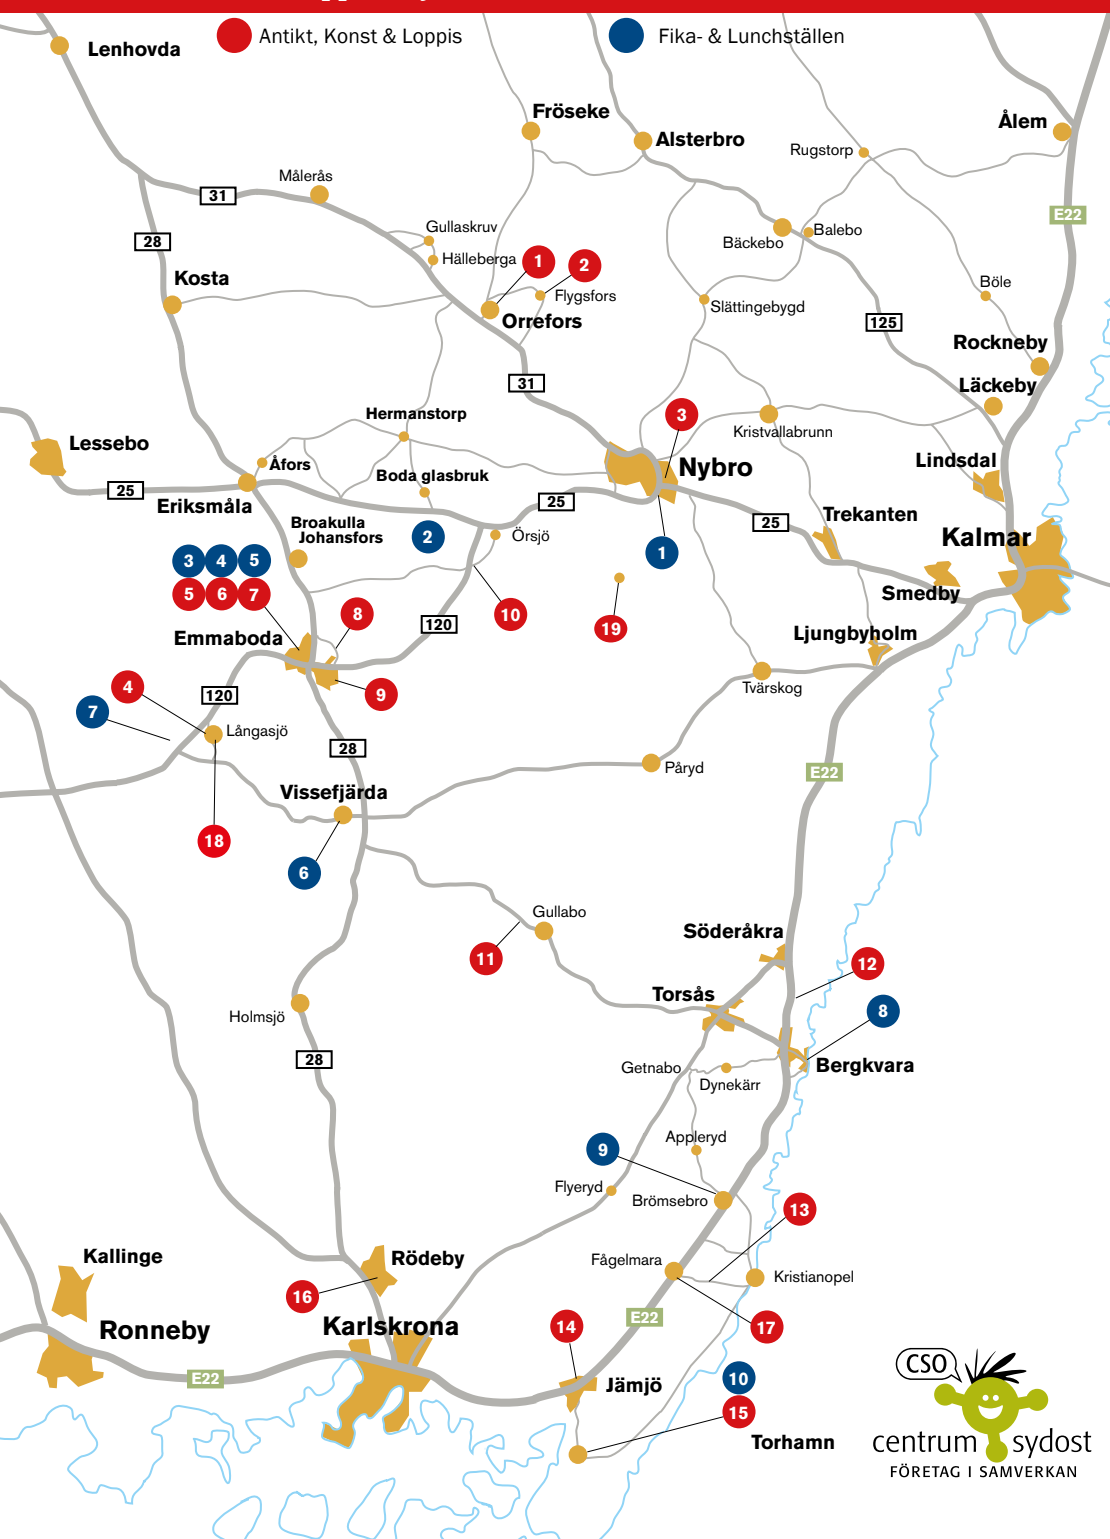 Antikt, Konst & Loppis
Fika- & Lunchställen
Lenhovda
Fröseke
Alsterbro
Ålem
Rugstorp
Målerås
31
E22
28
Gullaskruv
Balebo
Bäckebo
Hälleberga
1
2
Kosta
Böle
Flygsfors
Slättingebygd
Orrefors
125
Rockneby
31
Läckeby
Hermanstorp
3
Kristvallabrunn
Lessebo
Åfors
Lindsdal
Nybro
Boda glasbruk
25
Eriksmåla
25
Trekanten
25
Broakulla
Johansfors
2
Örsjö
Kalmar
1
3 4 5
5 6 7
Smedby
8
10
120
19
Emmaboda
Ljungbyholm
4
120
9
Tvärskog
7
Långasjö
28
Påryd
E22
Vissefjärda
18
6
Gullabo
Söderåkra
11
12
Torsås
8
Holmsjö
28
Getnabo
Bergkvara
Dynekärr
Appleryd
9
Flyeryd
Brömsebro
13
Kallinge
Rödeby
Fågelmara
Kristianopel
16
E22
Ronneby
Karlskrona
14
17
E22
10
Jämjö
15
Torhamn
CSO
centrum sydost
FÖRETAG I SAMVERKAN